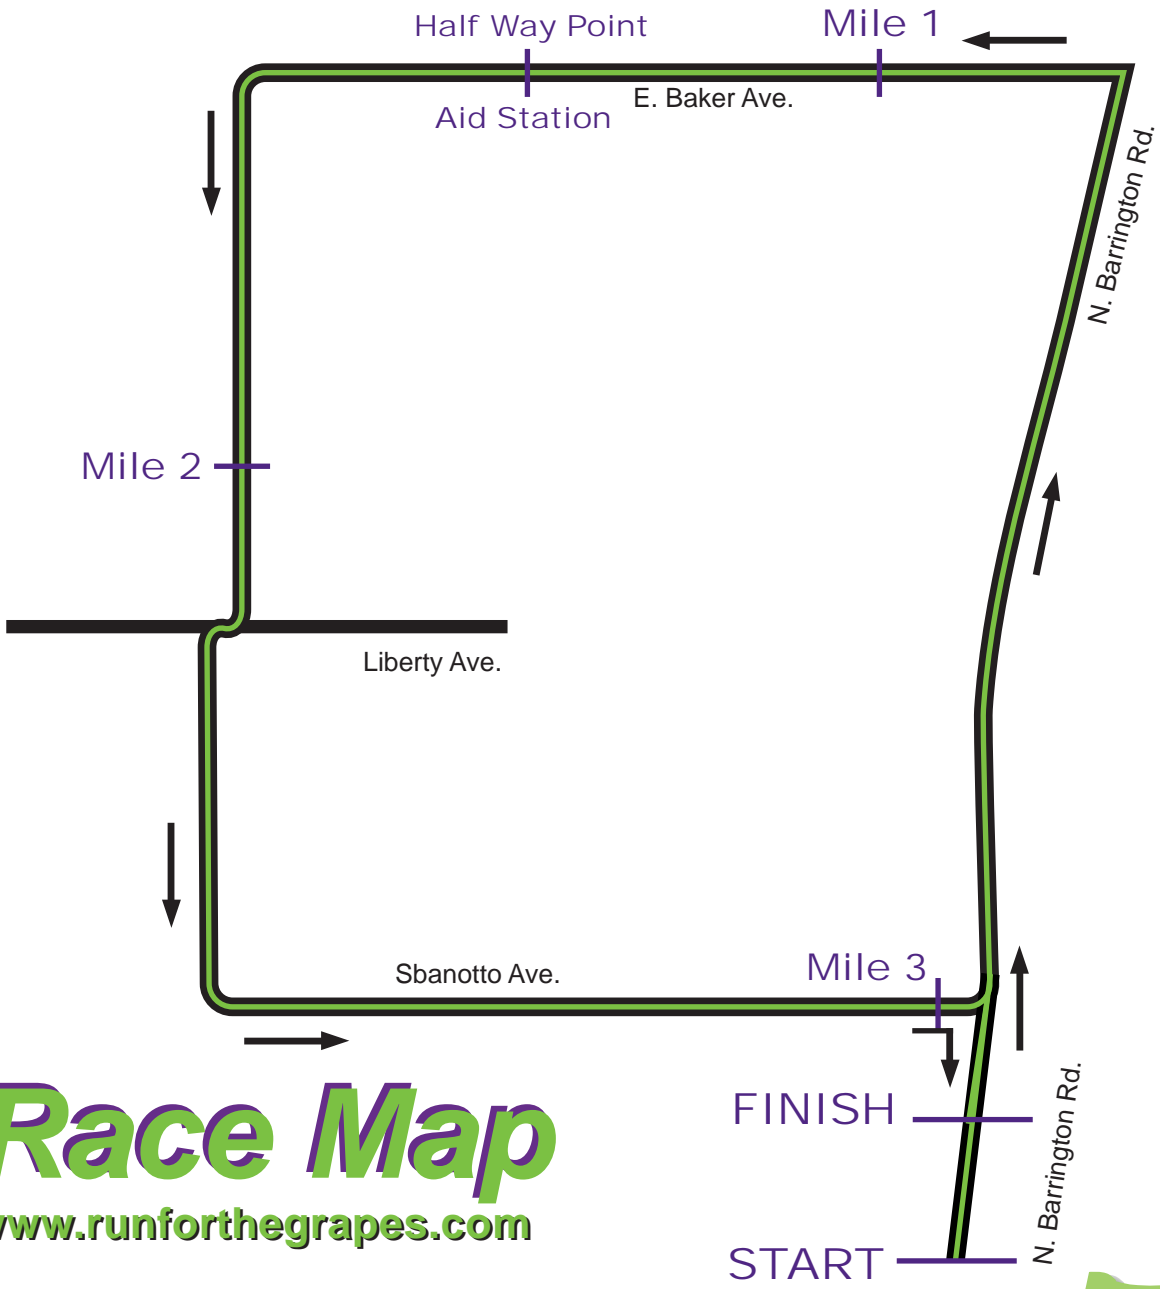 Half Way Point
Mile 1
E. Baker Ave.
Aid Station
N. Barrington Rd.
Mile 2
Liberty Ave.
Sbanotto Ave.
Mile 3
Race Map
FINISH
N. Barrington Rd.
www.runforthegrapes.com
START